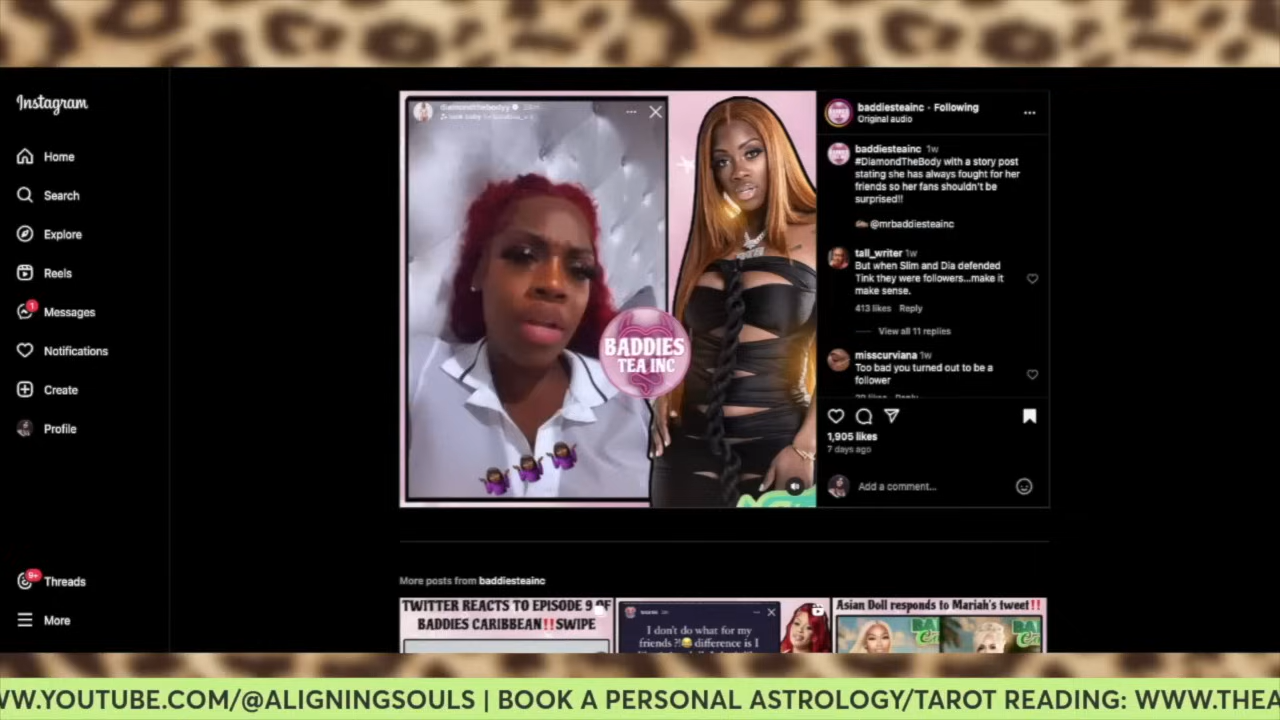 Instagram
Home
Search
Explore
Reels
1
Messages
Notifications
Create
Profile
9+
Threads
More
diamondthebodyy
BADDIES
TEA INC
baddiesteainc • Following
Original audio
baddiesteainc 1w
#DiamondTheBody with a story post
stating she has always fought for her
friends so her fans shouldn't be
surprised!!
@mrbaddiesteainc
tall_writer 1w
But when Slim and Dia defended
Tink they were followers...make it
make sense.
413 likes Reply
View all 11 replies
misscurviana 1w
Too bad you turned out to be a
follower
Reply
1,905 likes
7 days ago
Add a comment...
More posts from baddiesteainc
TWITTER REACTS TO EPISODE 9 OF
BADDIES CARIBBEAN!!SWIPE
I don't do what for my
friends ?! difference is I
Asian Doll responds to Mariah's tweet!!
WW.YOUTUBE.COM/@ALIGNINGSOULS | BOOK A PERSONAL ASTROLOGY/TAROT READING: WWW.THEA